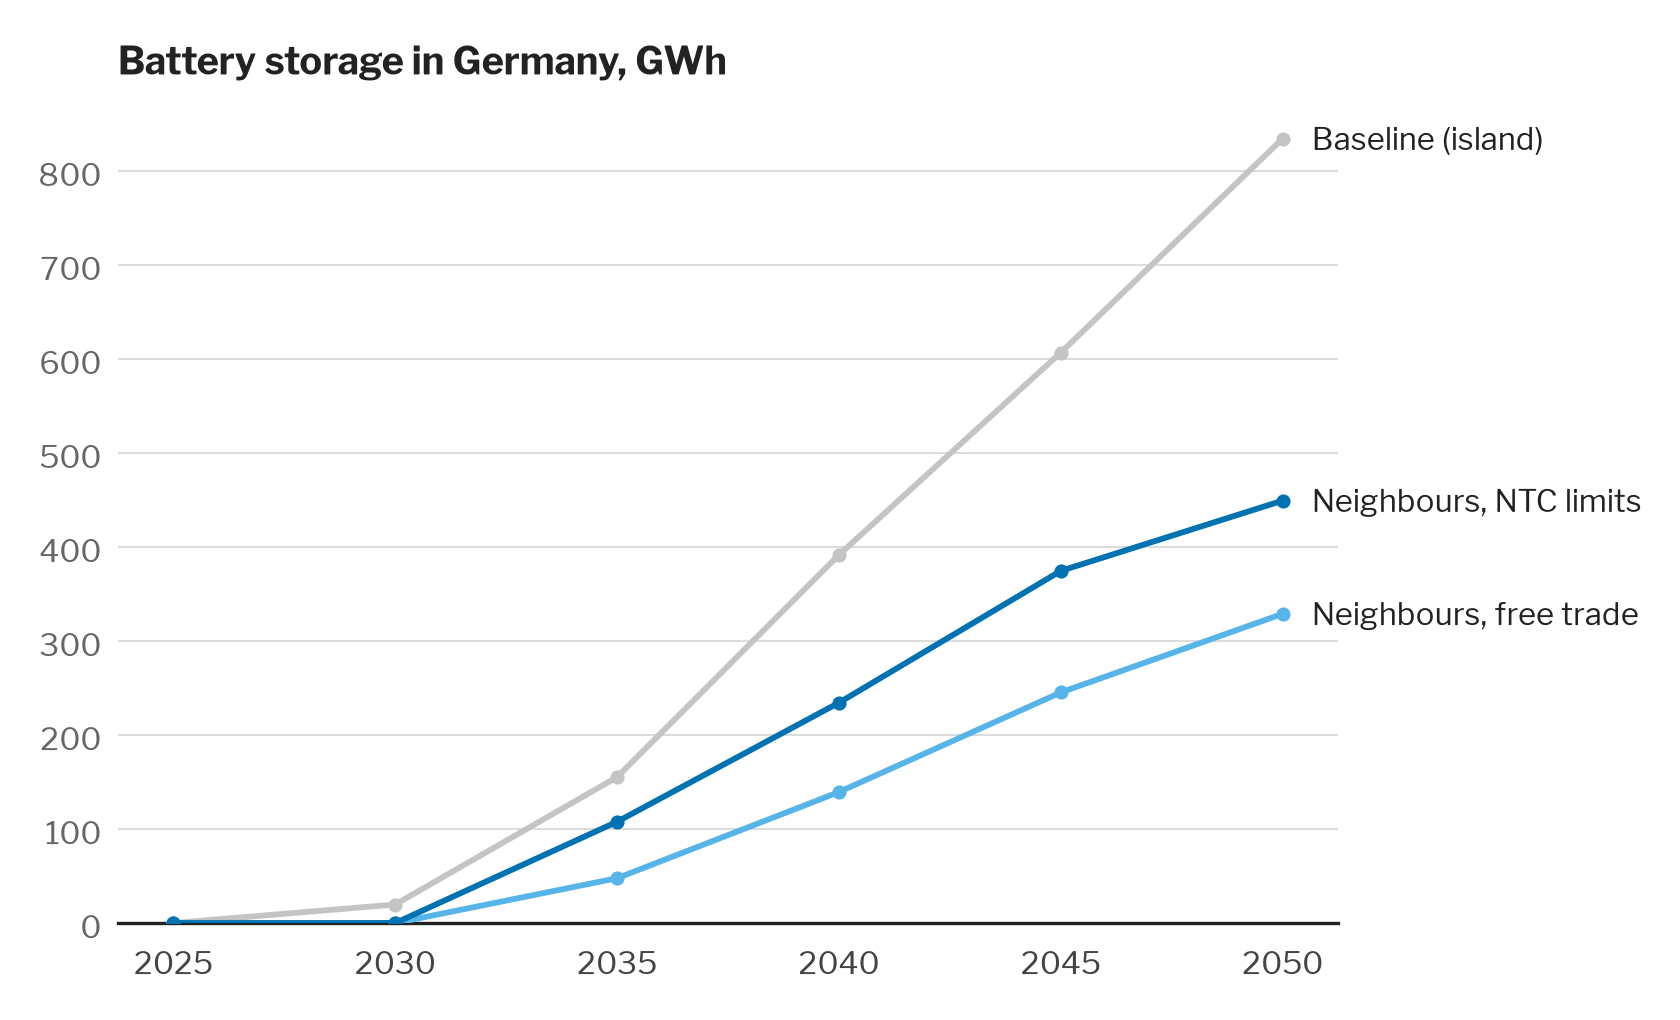 Battery storage in Germany, GWh
Baseline (island)
800
700
600
500
Neighbours, NTC limits
400
Neighbours, free trade
300
200
100
0
2025 2030 2035 2040 2045 2050